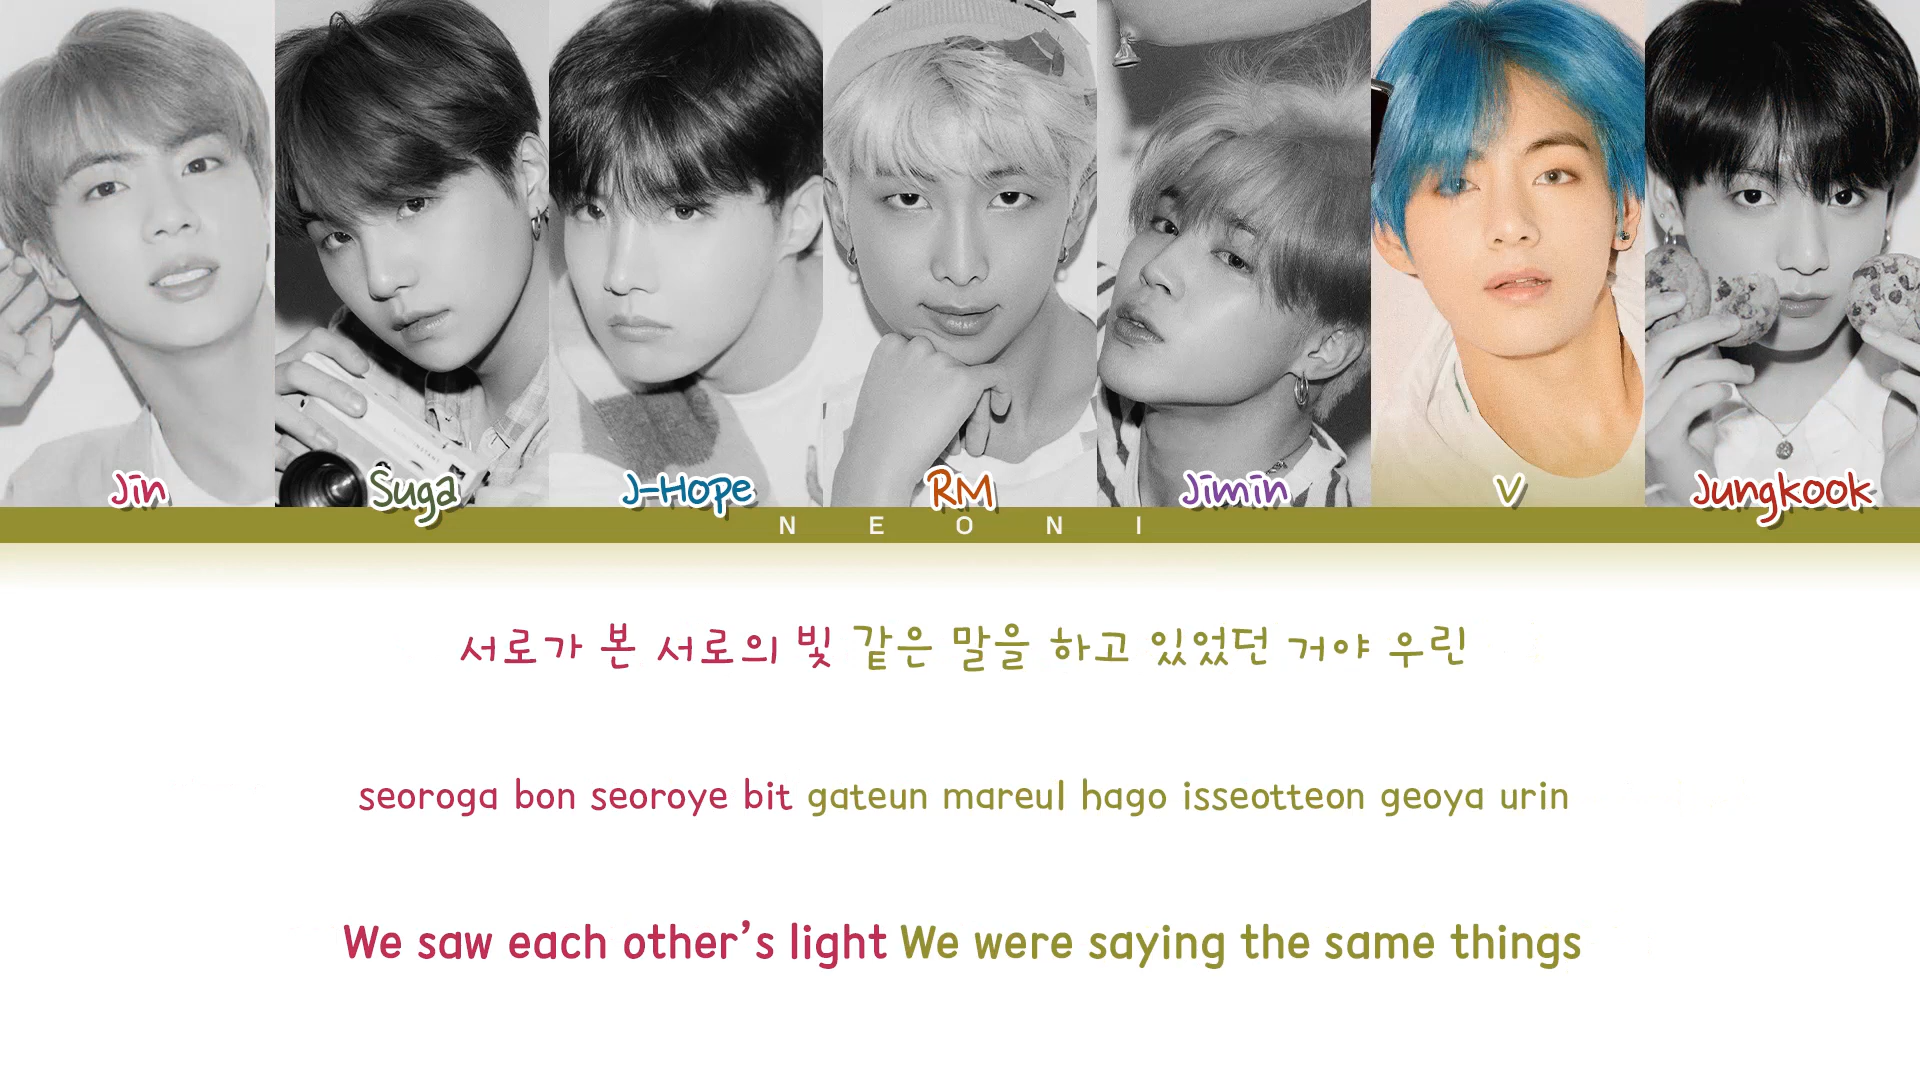 Jin Suga J-Hope RM Jimin V Jungkook
NEONI
서로가 본 서로의 빛 같은 말을 하고 있었던 거야 우린
seoroga bon seoroye bit gateun mareul hago isseotteon geoya urin
We saw each other's light We were saying the same things